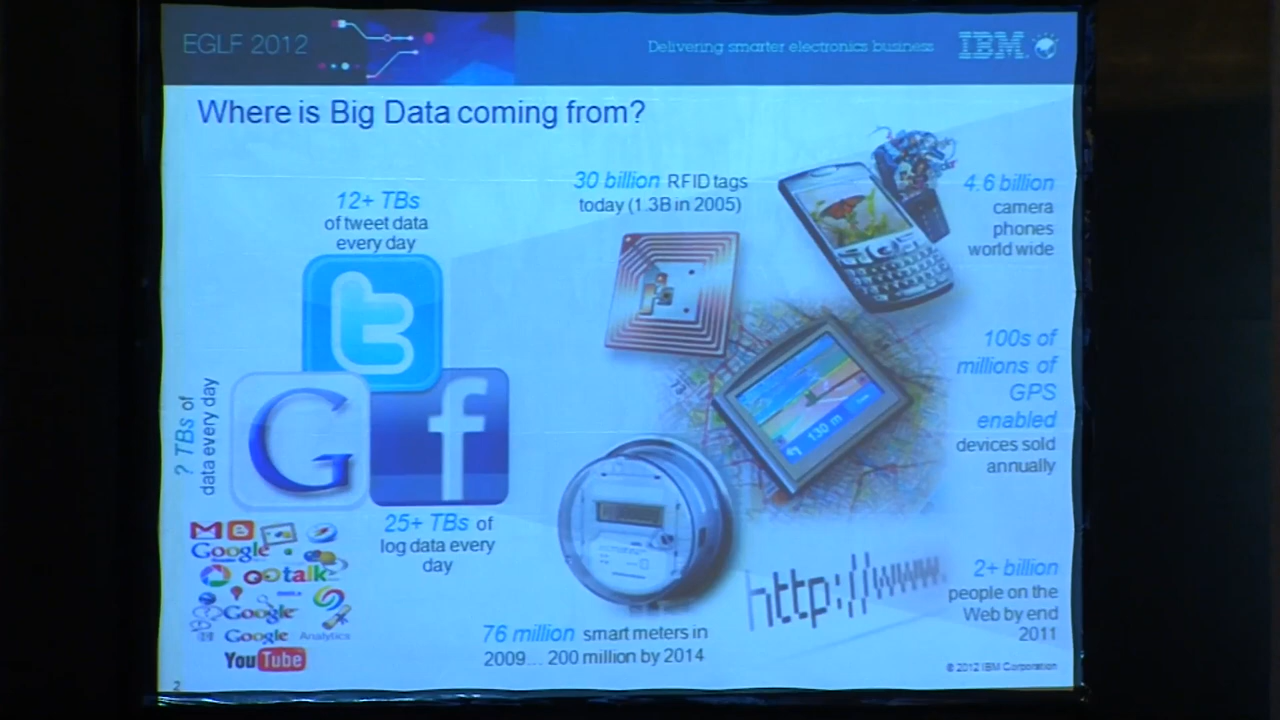 EGLF 2012
Delivering smarter electronics business
IBM
Where is Big Data coming from?
12+ TBs
of tweet data
every day
t
? TBs of
data every day
G
f
25+ TBs of
log data every
day
Google
talk
Google
Google Analytics
YouTube
30 billion RFID tags
today (1.3B in 2005)
4.6 billion
camera
phones
world wide
100s of
millions of
GPS
enabled
devices sold
annually
130 m
76 million smart meters in
2009... 200 million by 2014
http://www.
2+ billion
people on the
Web by end
2011
© 2012 IBM Corporation
2